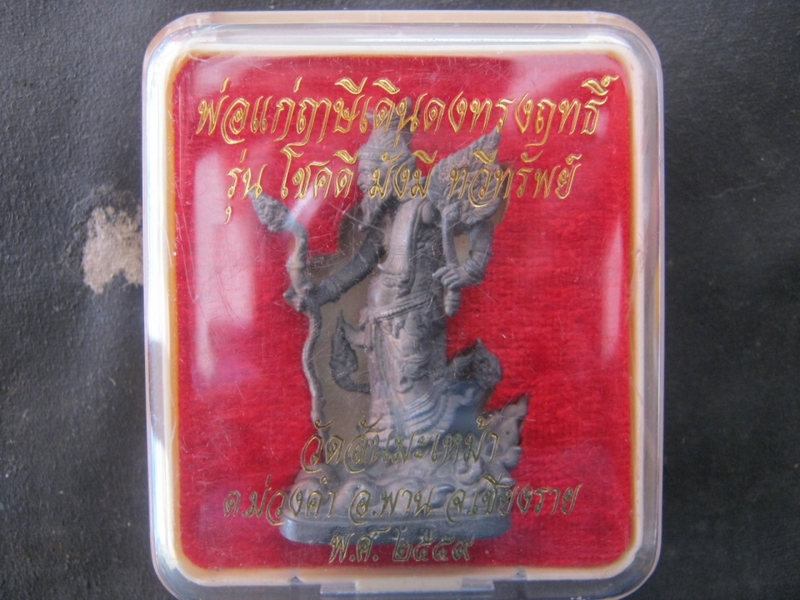 พ่อแก่ฤาษีเดินดงทรงฤทธิ์
รุ่น โชคดี มั่งมี ทวีทรัพย์
วัดสันมะเหม้า
ต.ม่วงคำ อ.พาน จ.เชียงราย
พ.ศ. ๒๕๕๙